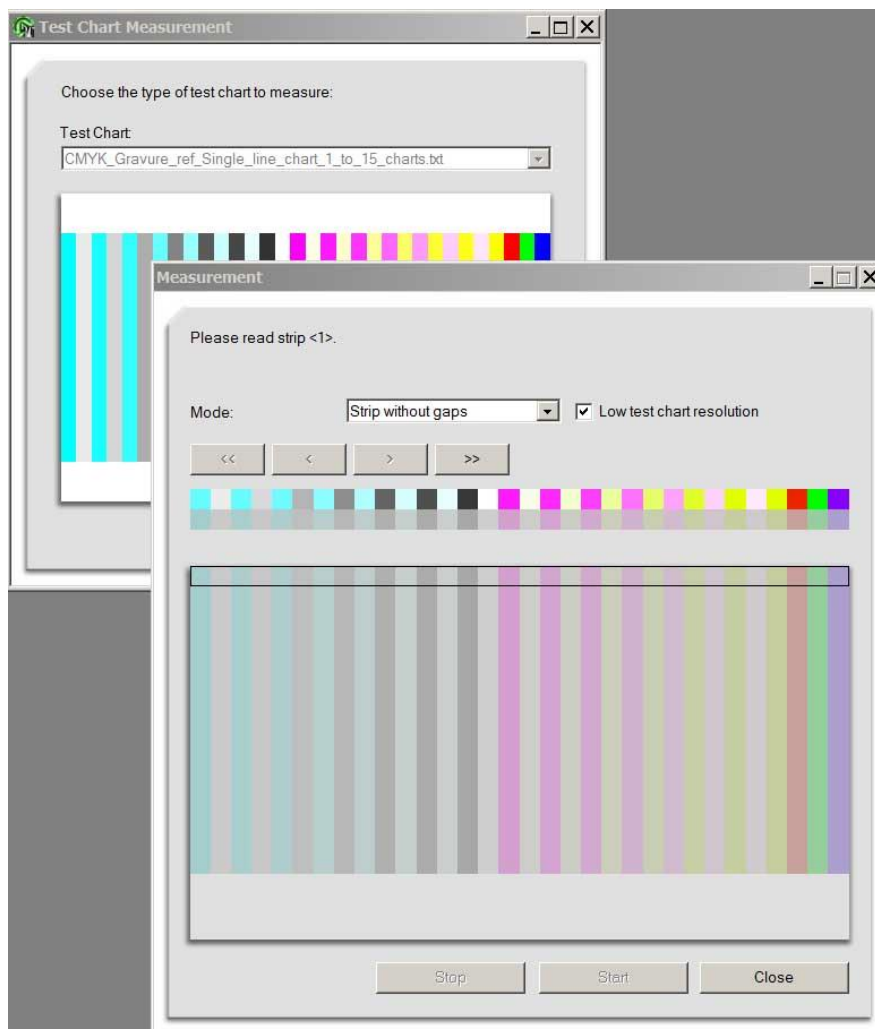 Test Chart Measurement
Choose the type of test chart to measure:
Test Chart:
CMYK_Gravure_ref_Single_line_chart_1_to_15_charts.txt
Measurement
Please read strip <1>.
Mode:
Strip without gaps
Low test chart resolution
<<
<
>
>>
Stop
Start
Close